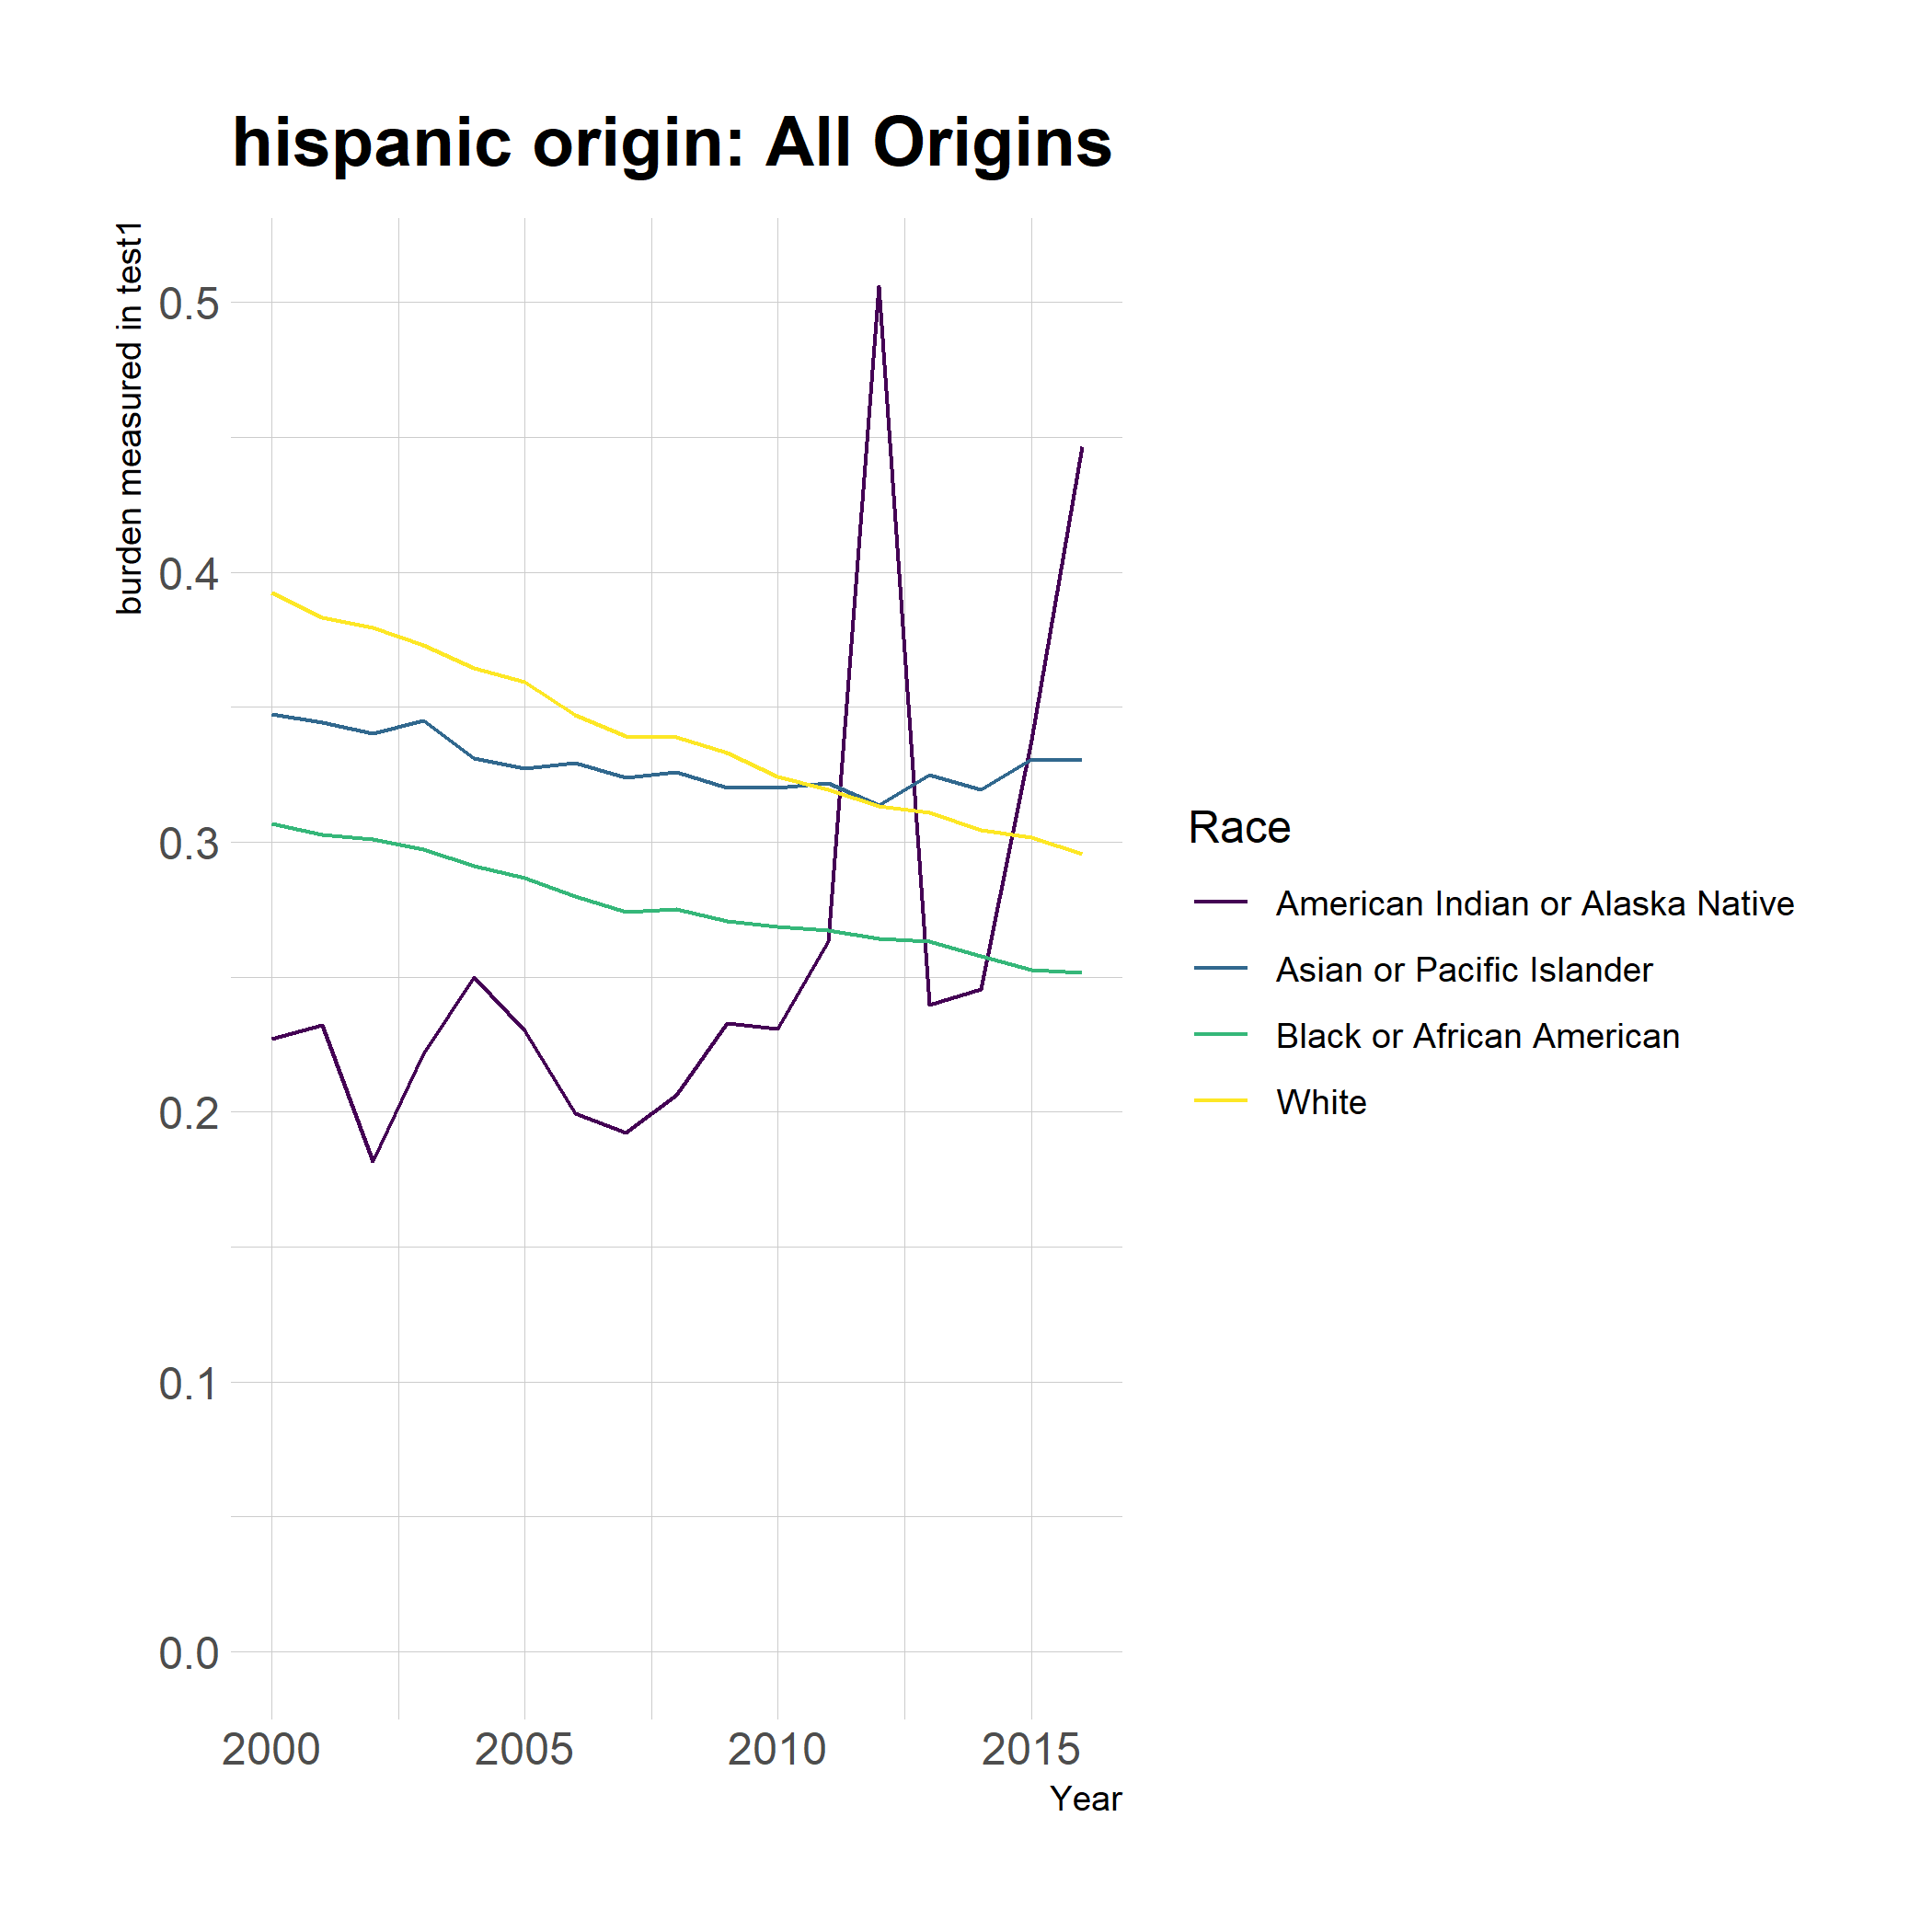 hispanic origin: All Origins
burden measured in test1
0.5
0.4
0.3
0.2
0.1
0.0
2000 2005 2010 2015
Year
Race
American Indian or Alaska Native
Asian or Pacific Islander
Black or African American
White